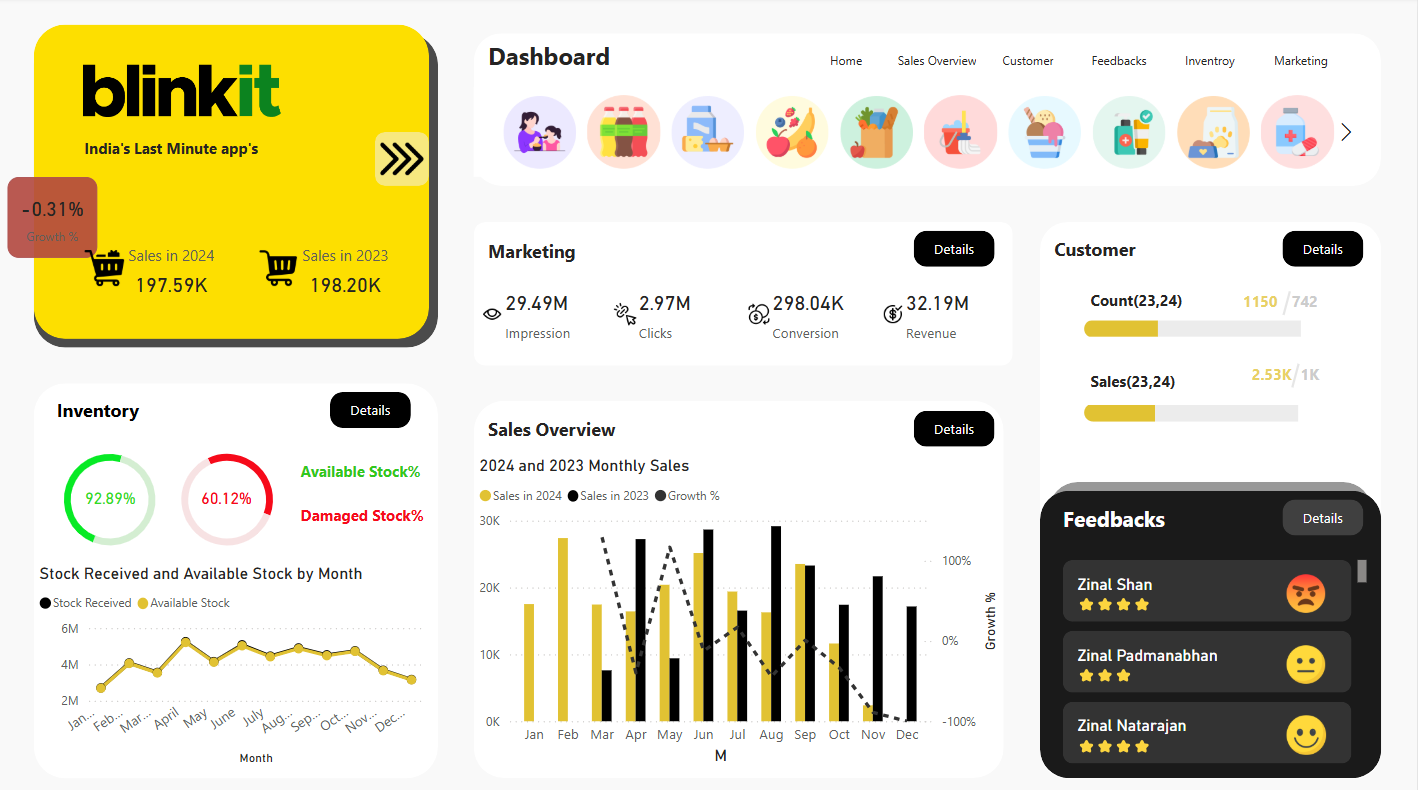 blinkit
India's Last Minute app's
-0.31%
Growth %
Sales in 2024
197.59K
Sales in 2023
198.20K
Dashboard
Home Sales Overview Customer Feedbacks Inventroy Marketing
Marketing
Details
29.49M
Impression
2.97M
Clicks
298.04K
Conversion
32.19M
Revenue
Customer
Details
Count(23,24) 1150 /742
Sales(23,24) 2.53K/1K
Inventory
Details
92.89%
60.12%
Available Stock%
Damaged Stock%
Stock Received and Available Stock by Month
Stock Received Available Stock
6M
4M
2M
Jan... Feb... Mar... April May June July Aug... Sep... Oct... Nov... Dec...
Month
Sales Overview
Details
2024 and 2023 Monthly Sales
Sales in 2024 Sales in 2023 Growth %
30K
20K
10K
0K
100%
0%
-100%
Growth %
Jan Feb Mar Apr May Jun Jul Aug Sep Oct Nov Dec
M
Feedbacks
Details
Zinal Shan
Zinal Padmanabhan
Zinal Natarajan